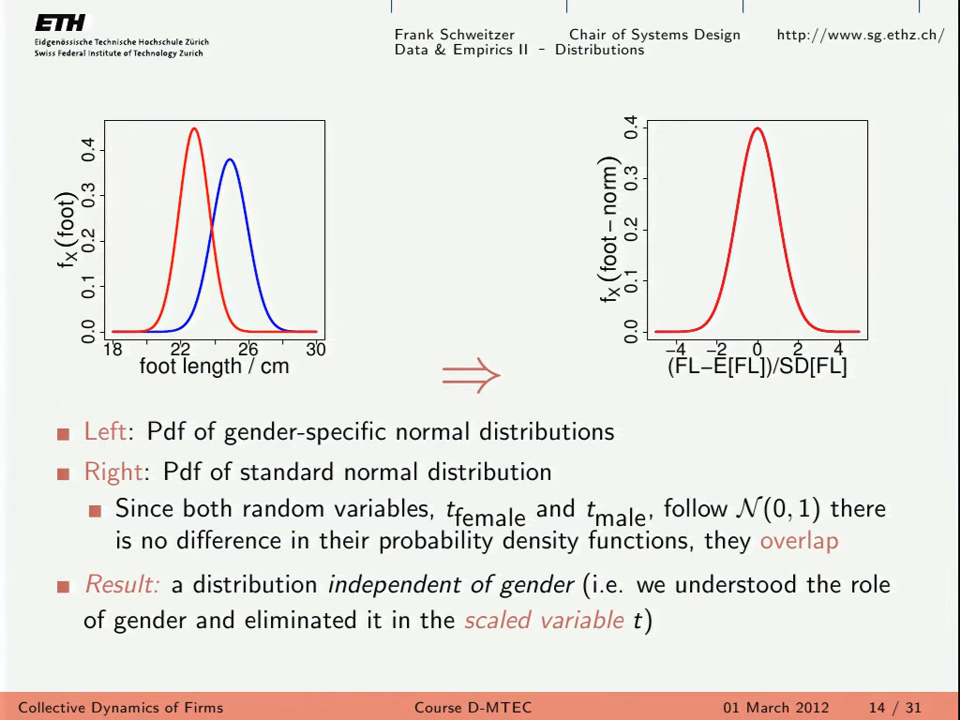 ETH
Eidgenössische Technische Hochschule Zürich
Swiss Federal Institute of Technology Zurich
Frank Schweitzer Chair of Systems Design http://www.sg.ethz.ch/
Data & Empirics II - Distributions
f_X(foot)
0.0 0.1 0.2 0.3 0.4
18 22 26 30
foot length / cm
⇒
f_X(foot−norm)
0.0 0.1 0.2 0.3 0.4
−4 −2 0 2 4
(FL−E[FL])/SD[FL]
Left: Pdf of gender-specific normal distributions
Right: Pdf of standard normal distribution
Since both random variables, t_female and t_male, follow N(0, 1) there
is no difference in their probability density functions, they overlap
Result: a distribution independent of gender (i.e. we understood the role
of gender and eliminated it in the scaled variable t)
Collective Dynamics of Firms Course D-MTEC 01 March 2012 14 / 31